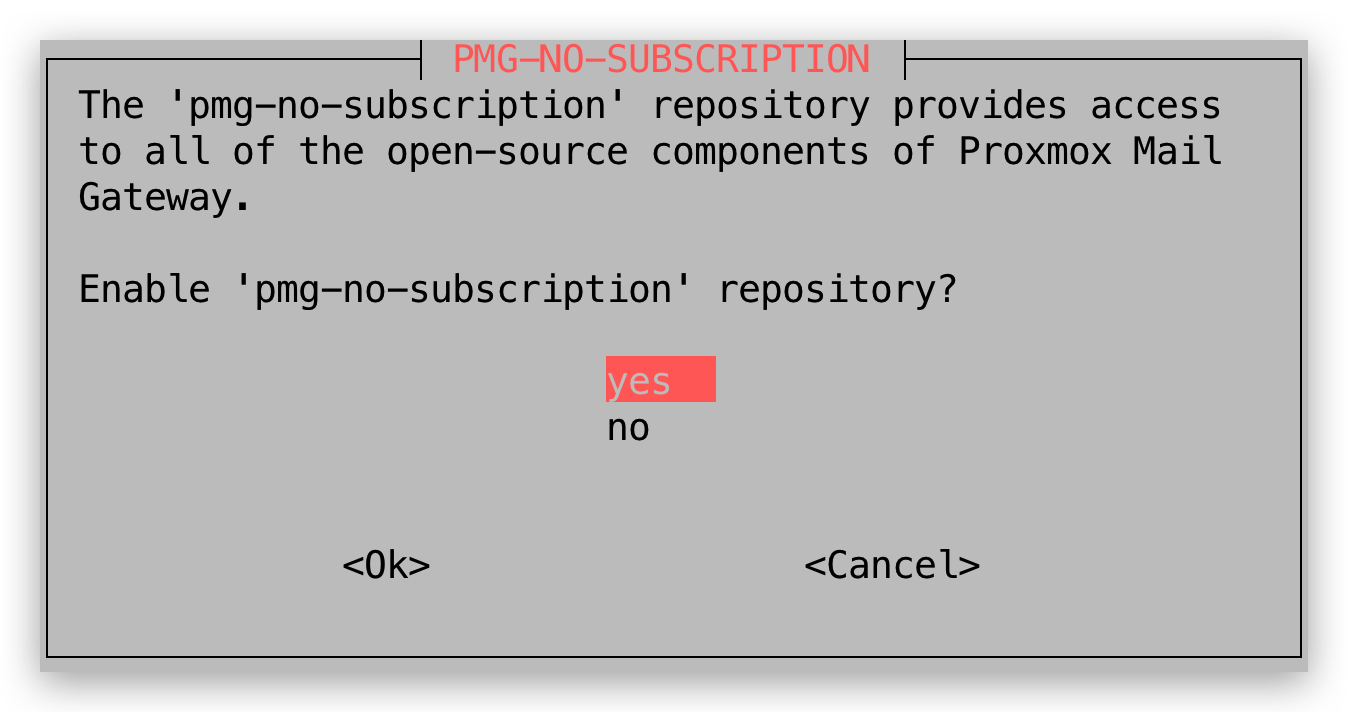 PMG-NO-SUBSCRIPTION
The 'pmg-no-subscription' repository provides access
to all of the open-source components of Proxmox Mail
Gateway.
Enable 'pmg-no-subscription' repository?
yes
no
<Ok> <Cancel>